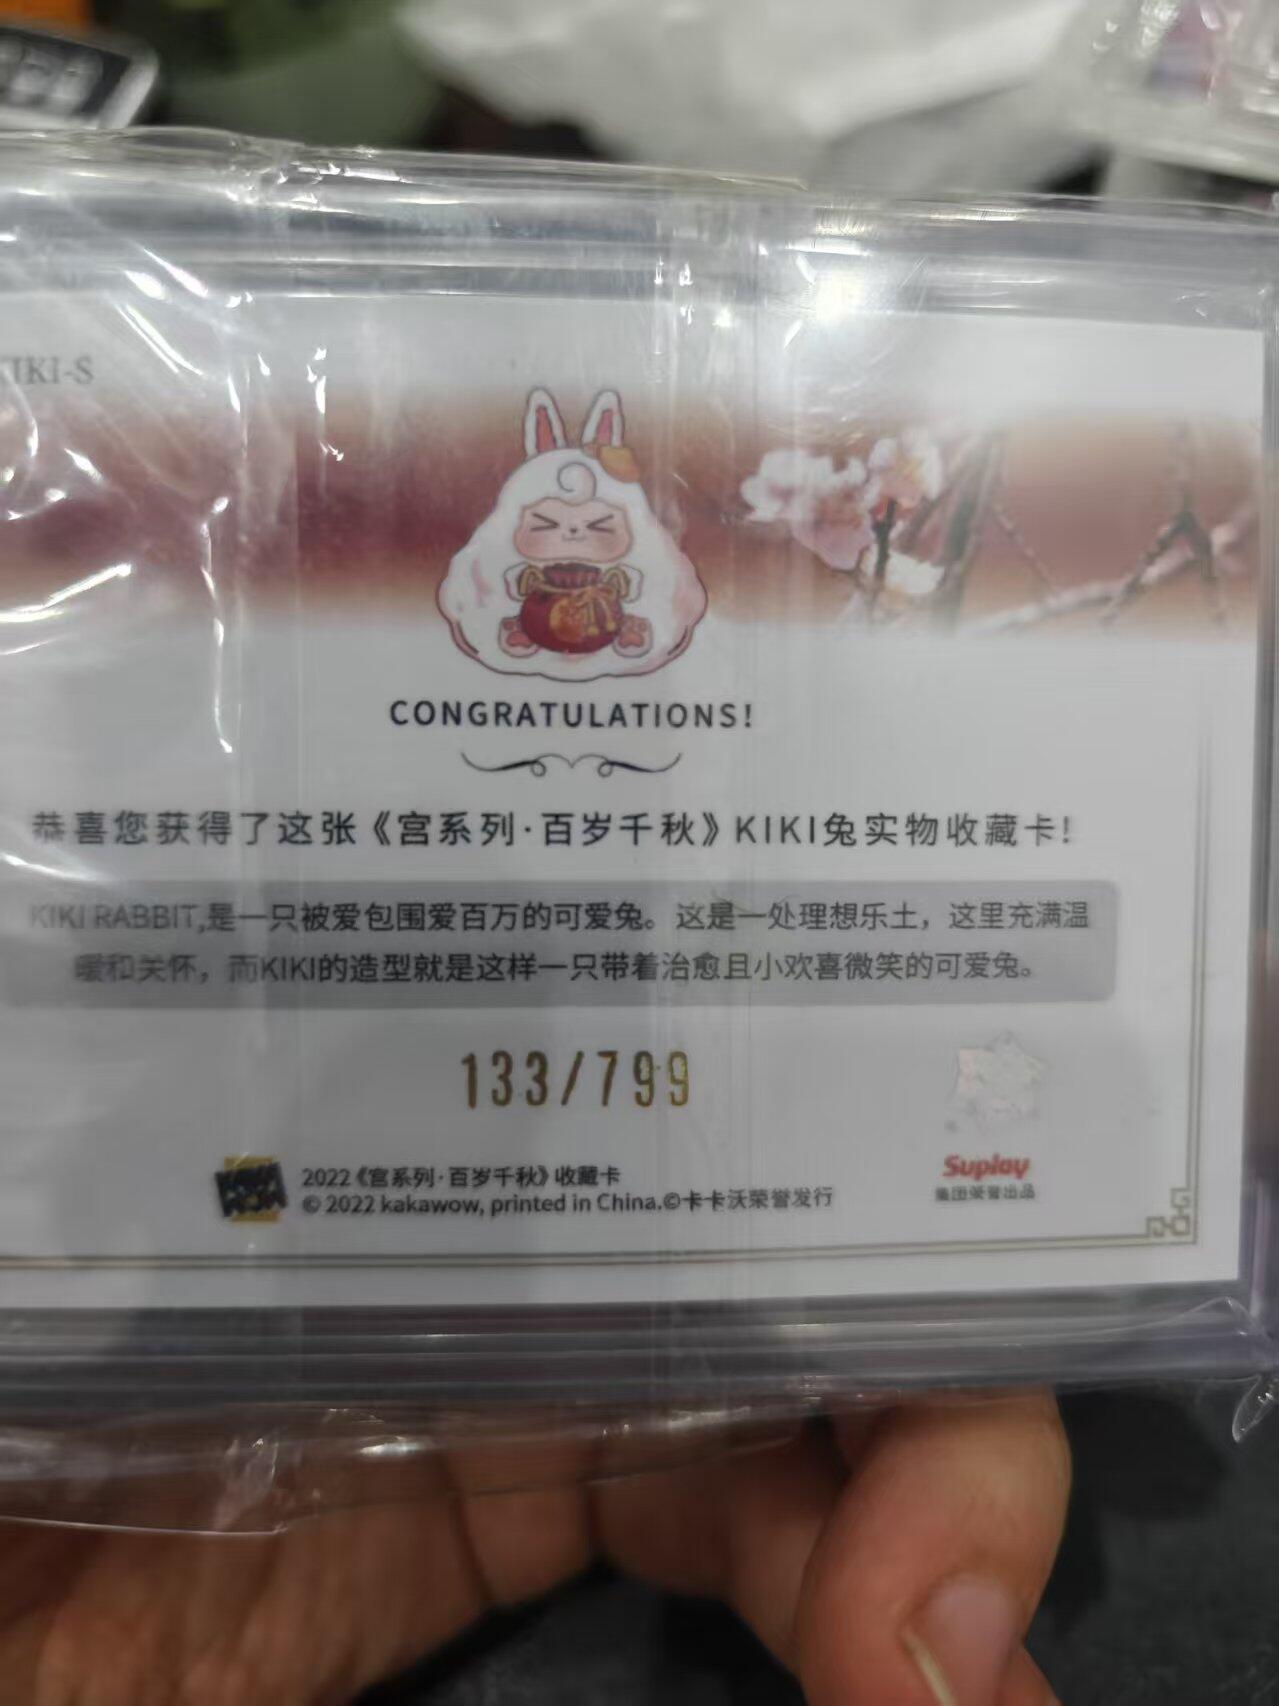 KIKI-S
CONGRATULATIONS!
恭喜您获得了这张《宫系列·百岁千秋》KIKI兔实物收藏卡!
KIKI RABBIT,是一只被爱包围爱百万的可爱兔。这是一处理想乐土，这里充满温
暖和关怀，而KIKI的造型就是这样一只带着治愈且小欢喜微笑的可爱兔。
133/799
2022《宫系列·百岁千秋》收藏卡
© 2022 kakawow, printed in China.©卡卡沃荣誉发行
Suplay
集团荣誉出品